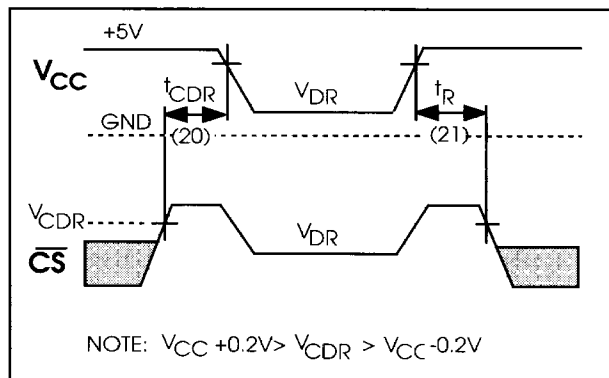 +5V
VCC
tCDR
VDR
tR
GND
(20)
(21)
VCDR
VDR
CS
NOTE: VCC +0.2V> VCDR > VCC-0.2V